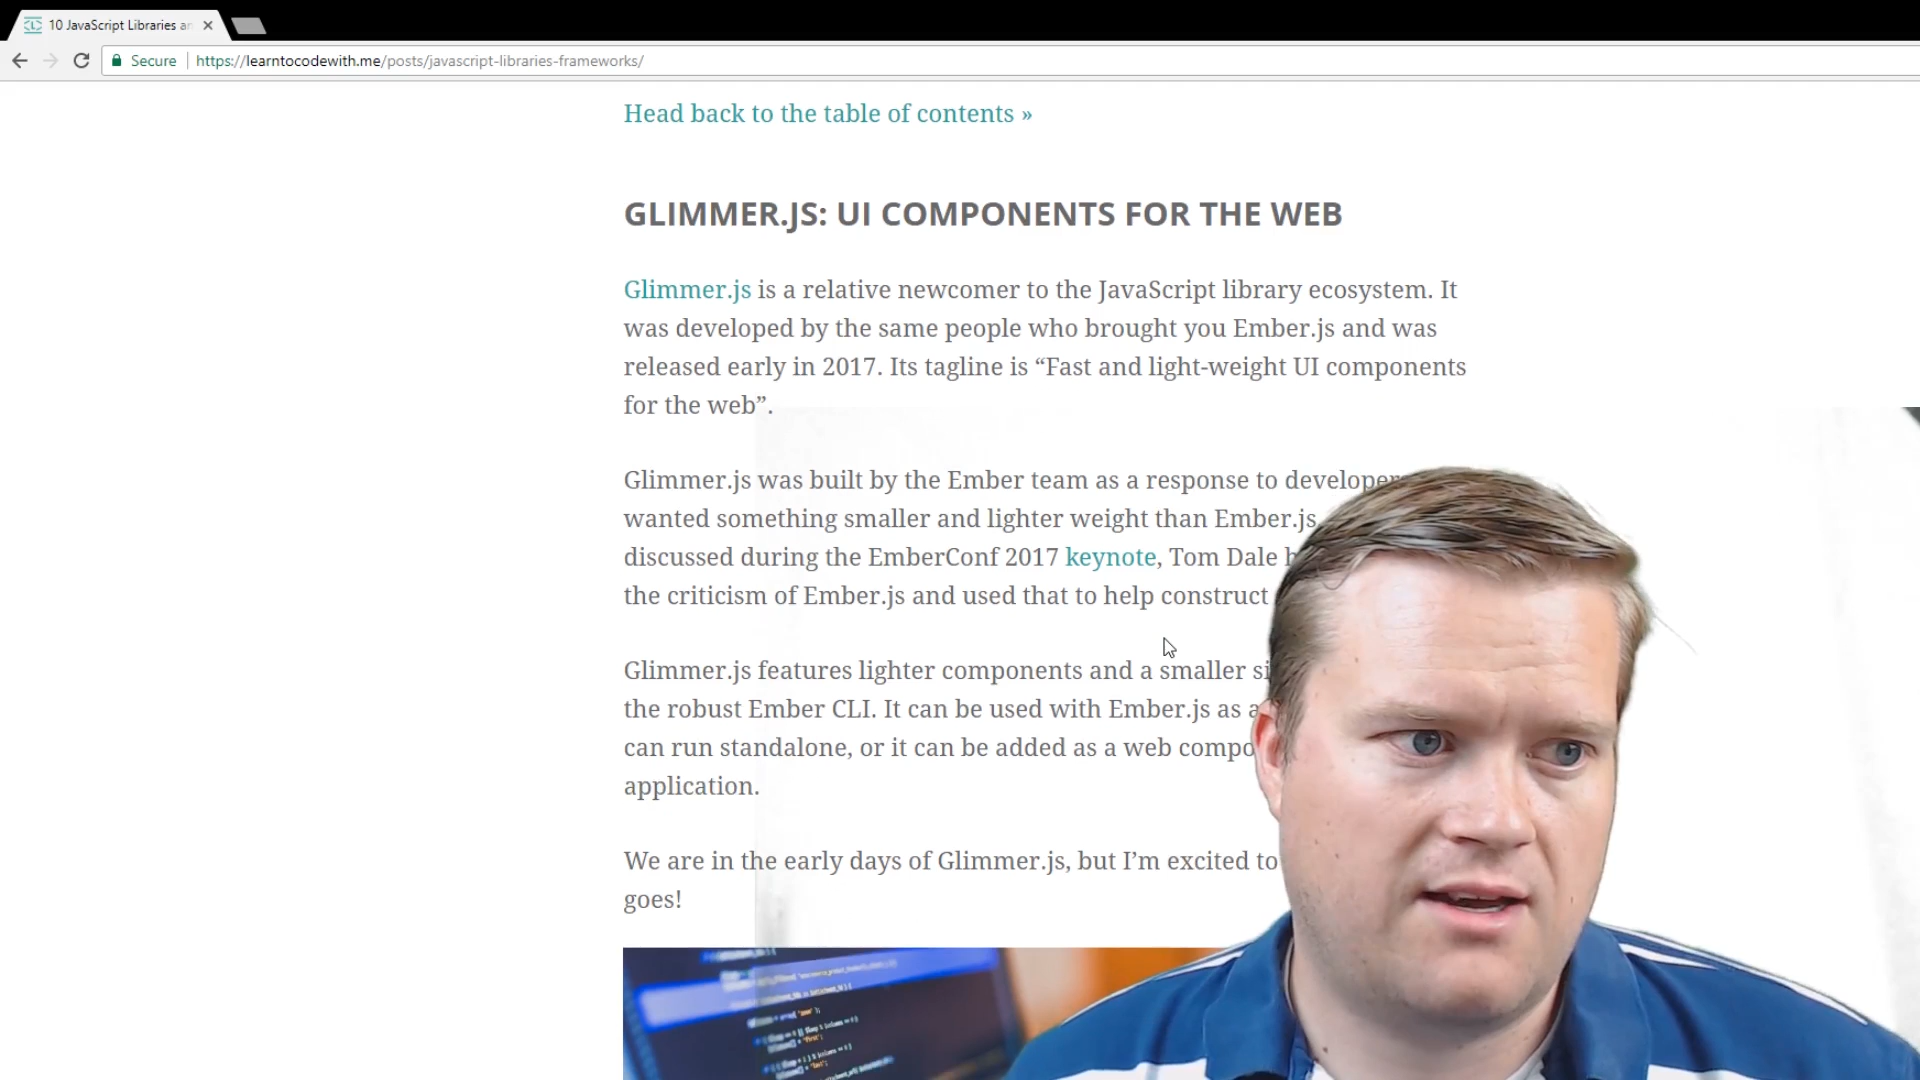 10 JavaScript Libraries an
Secure
https://learntocodewith.me/posts/javascript-libraries-frameworks/
Head back to the table of contents »
GLIMMER.JS: UI COMPONENTS FOR THE WEB
Glimmer.js is a relative newcomer to the JavaScript library ecosystem. It
was developed by the same people who brought you Ember.js and was
released early in 2017. Its tagline is “Fast and light-weight UI components
for the web”.
Glimmer.js was built by the Ember team as a response to developer
wanted something smaller and lighter weight than Ember.js
discussed during the EmberConf 2017 keynote, Tom Dale
the criticism of Ember.js and used that to help construct
Glimmer.js features lighter components and a smaller
the robust Ember CLI. It can be used with Ember.js as
can run standalone, or it can be added as a web compo
application.
We are in the early days of Glimmer.js, but I’m excited to
goes!